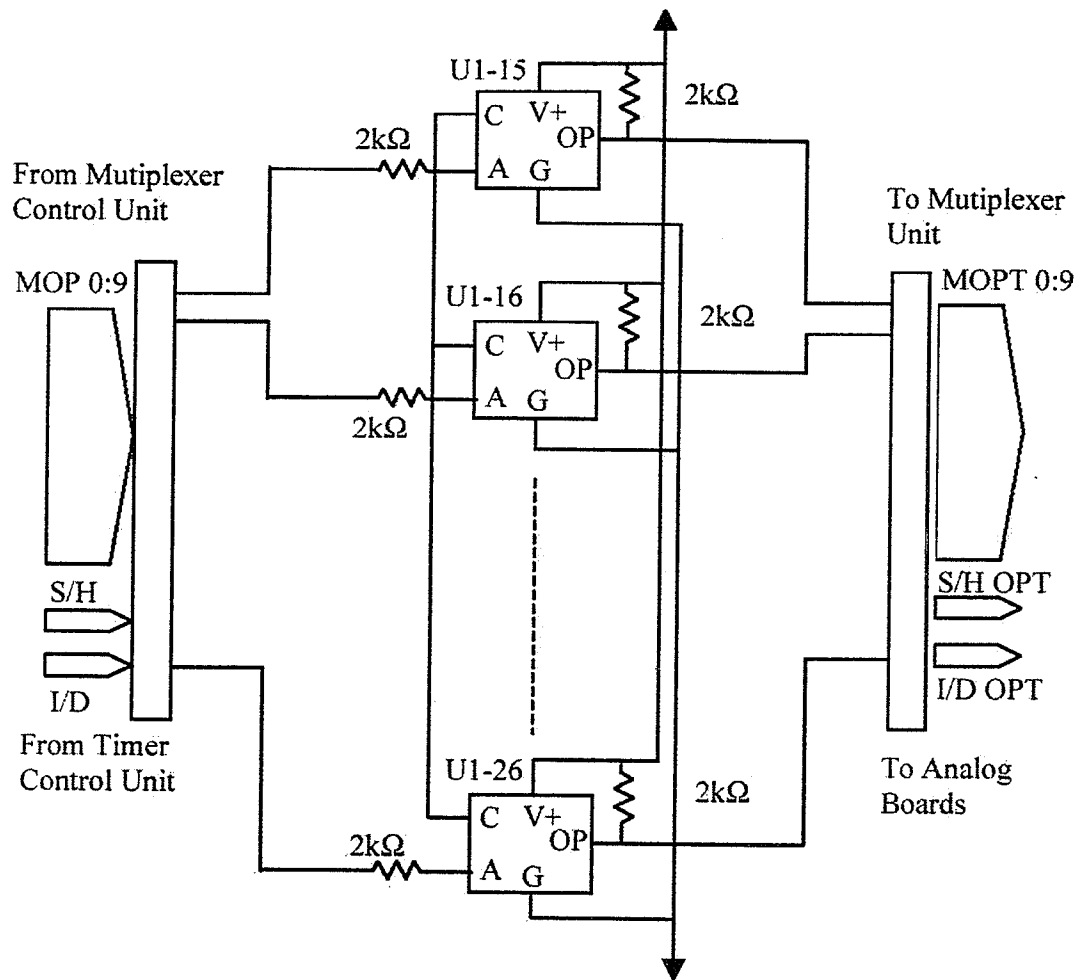 U1-15
2kΩ
C
V+
OP
A
G
2kΩ
From Mutiplexer
Control Unit
To Mutiplexer
Unit
MOP 0:9
MOPT 0:9
U1-16
2kΩ
C
V+
OP
A
G
2kΩ
S/H
S/H OPT
I/D
I/D OPT
From Timer
Control Unit
To Analog
Boards
U1-26
2kΩ
C
V+
OP
A
G
2kΩ